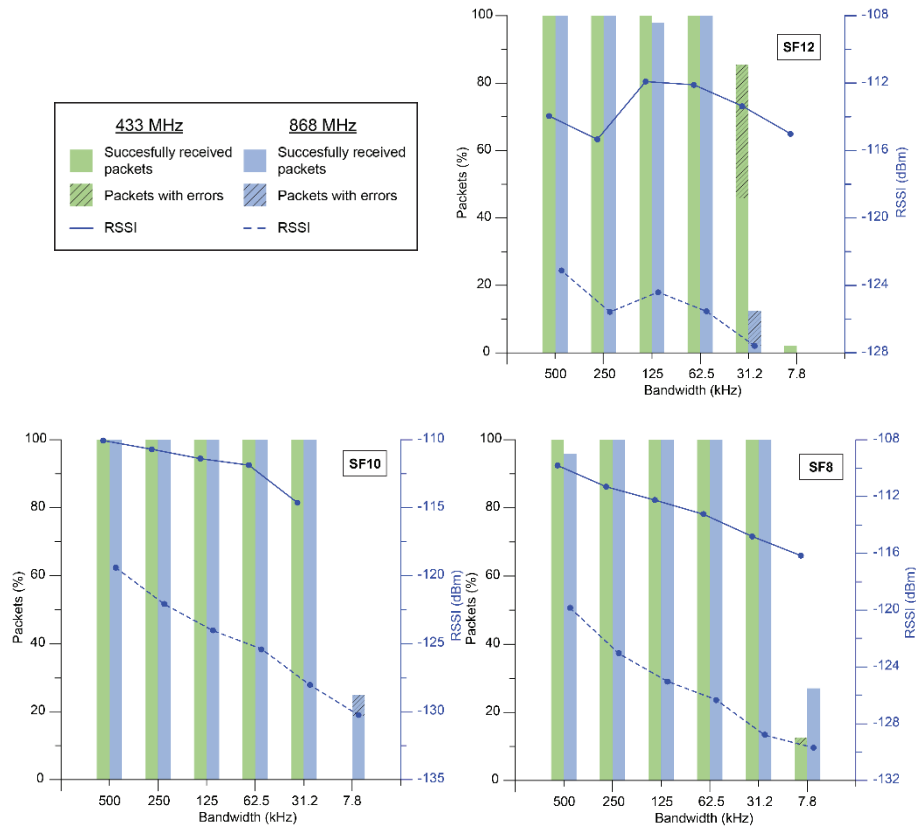 433 MHz
868 MHz
Succesfully received
packets
Succesfully received
packets
Packets with errors
Packets with errors
RSSI
RSSI
SF12
100
80
60
40
20
0
Packets (%)
-108
-112
-116
-120
-124
-128
RSSI (dBm)
500 250 125 62.5 31.2 7.8
Bandwidth (kHz)
SF10
100
80
60
40
20
0
Packets (%)
-110
-115
-120
-125
-130
-135
RSSI (dBm)
500 250 125 62.5 31.2 7.8
Bandwidth (kHz)
SF8
100
80
60
40
20
0
Packets (%)
-108
-112
-116
-120
-124
-128
-132
RSSI (dBm)
500 250 125 62.5 31.2 7.8
Bandwidth (kHz)